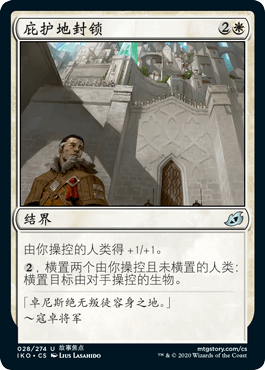 庇护地封锁 2
结界
由你操控的人类得+1/+1。
2，横置两个由你操控且未横置的人类：
横置目标由对手操控的生物。
「卓尼斯绝无叛徒容身之地。」
～寇卓将军
028/274 U 故事焦点
mtgstory.com/cs
IKO • CS LIUS LASAHIDO
™ & © 2020 Wizards of the Coast